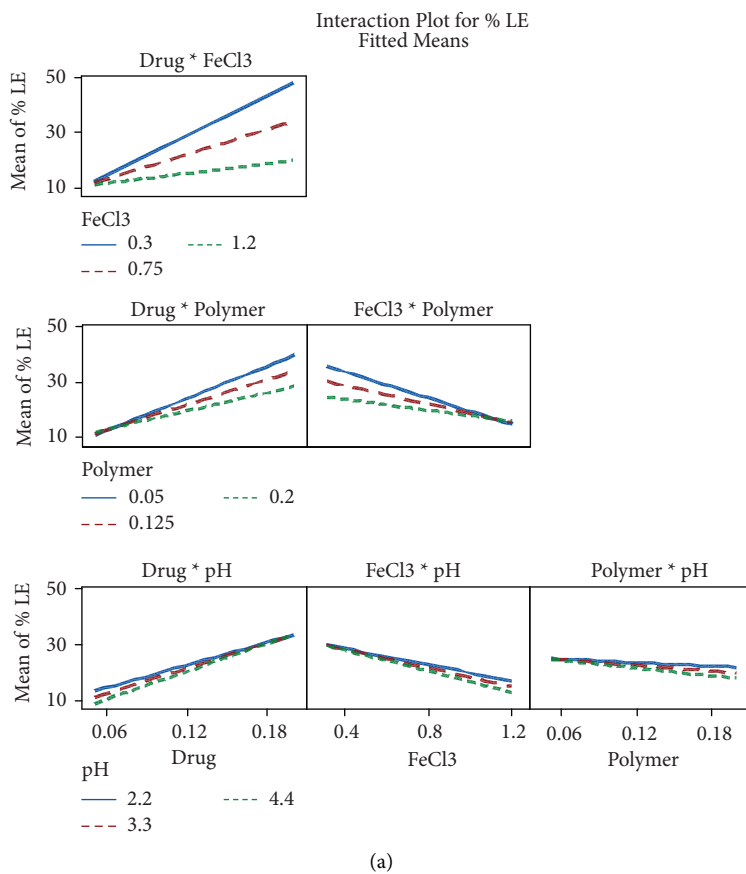 Interaction Plot for % LE
Fitted Means
Drug * FeCl3
50
30
10
Mean of % LE
FeCl3
0.3 1.2
0.75
Drug * Polymer FeCl3 * Polymer
50
30
10
Mean of % LE
Polymer
0.05 0.2
0.125
Drug * pH FeCl3 * pH Polymer * pH
50
30
10
Mean of % LE
0.06 0.12 0.18 0.4 0.8 1.2 0.06 0.12 0.18
Drug FeCl3 Polymer
pH
2.2 4.4
3.3
(a)